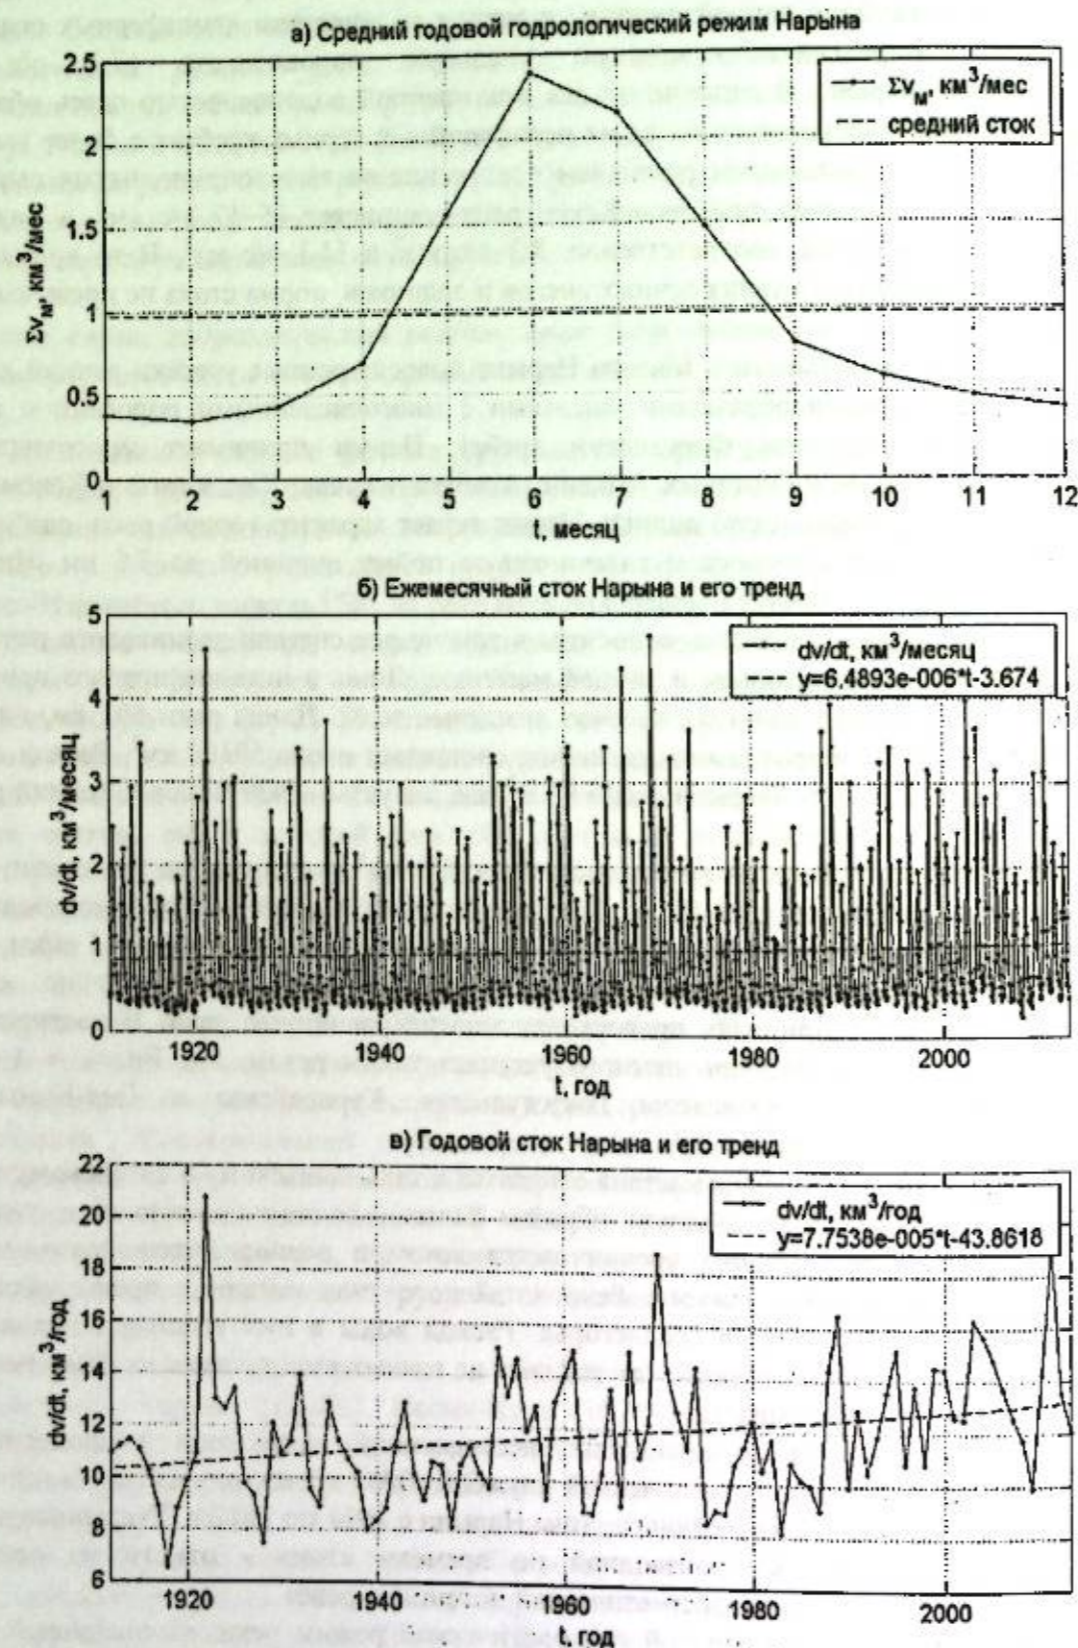 а) Средний годовой годрологический режим Нарына
Σv_м, км³/мес
средний сток
2.5
2
1.5
1
0.5
0
Σv_м, км³/мес
1 2 3 4 5 6 7 8 9 10 11 12
t, месяц
б) Ежемесячный сток Нарына и его тренд
dv/dt, км³/месяц
y=6,4893e-006*t-3.674
5
4
3
2
1
0
dv/dt, км³/месяц
1920 1940 1960 1980 2000
t, год
в) Годовой сток Нарына и его тренд
dv/dt, км³/год
y=7.7538e-005*t-43.8618
22
20
18
16
14
12
10
8
6
dv/dt, км³/год
1920 1940 1960 1980 2000
t, год